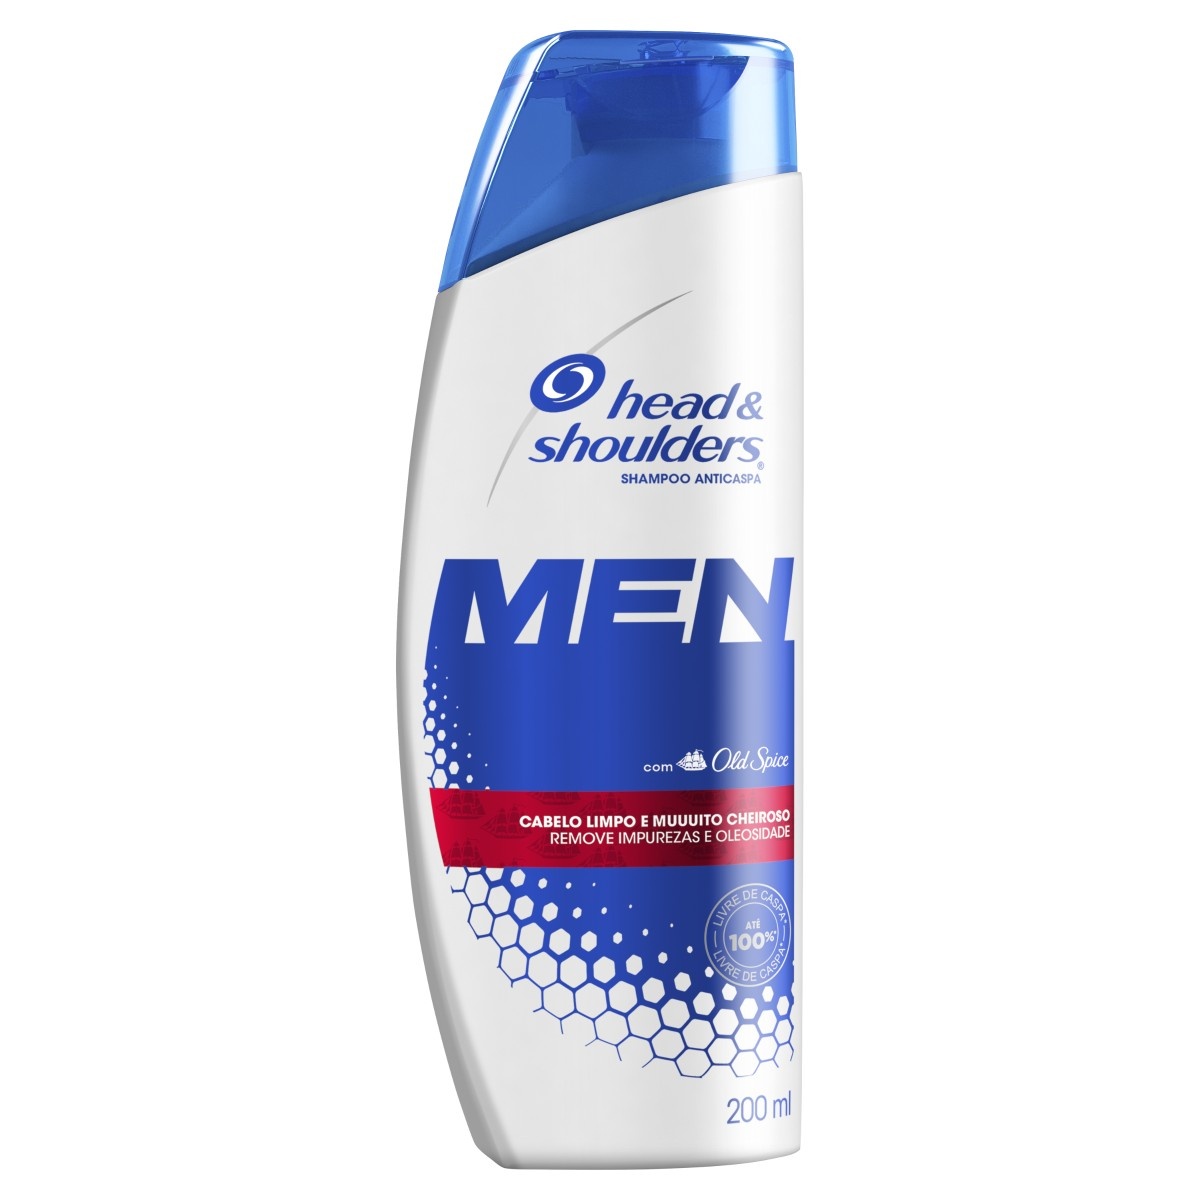 head &
shoulders®
SHAMPOO ANTICASPA
MEN
com Old Spice
CABELO LIMPO E MUUUITO CHEIROSO
REMOVE IMPUREZAS E OLEOSIDADE
LIVRE DE CASPA*
ATÉ
100%*
LIVRE DE CASPA*
200 ml